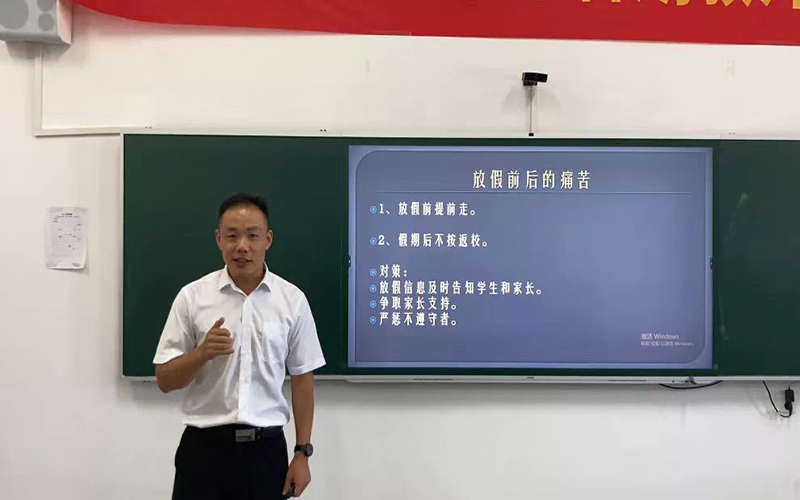 放假前后的痛苦
1、放假前提前走。
2、假期后不按返校。
对策：
放假信息及时告知学生和家长。
争取家长支持。
严惩不遵守者。
激活 Windows